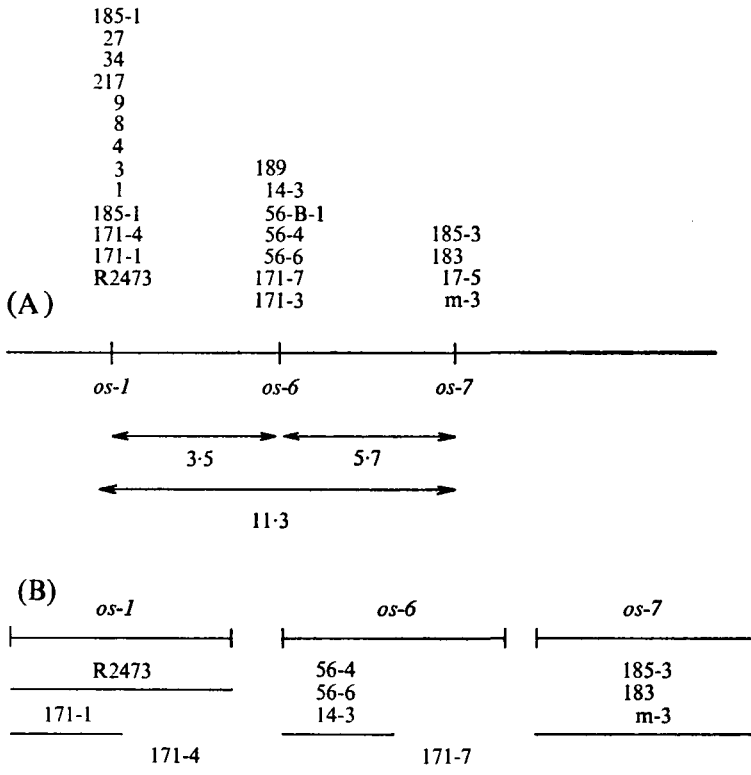 185-1
27
34
217
9
8
4
3
1
185-1
171-4
171-1
R2473
189
14-3
56-B-1
56-4
56-6
171-7
171-3
185-3
183
17-5
m-3
(A)
os-1 os-6 os-7
3·5 5·7
11·3
(B)
os-1 os-6 os-7
R2473 56-4 185-3
56-6 183
171-1 14-3 m-3
171-4 171-7